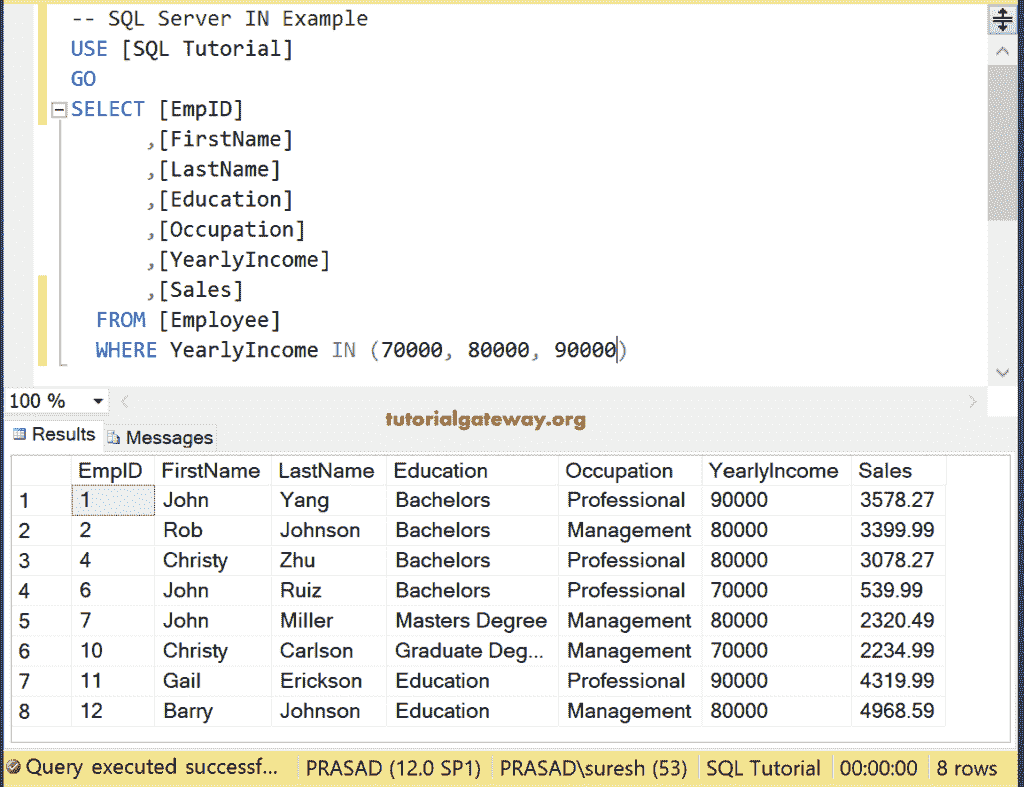 -- SQL Server IN Example
USE [SQL Tutorial]
GO
SELECT [EmpID]
,[FirstName]
,[LastName]
,[Education]
,[Occupation]
,[YearlyIncome]
,[Sales]
FROM [Employee]
WHERE YearlyIncome IN (70000, 80000, 90000)
100 %
tutorialgateway.org
Results Messages
EmpID FirstName LastName Education Occupation YearlyIncome Sales
1 1 John Yang Bachelors Professional 90000 3578.27
2 2 Rob Johnson Bachelors Management 80000 3399.99
3 4 Christy Zhu Bachelors Professional 80000 3078.27
4 6 John Ruiz Bachelors Professional 70000 539.99
5 7 John Miller Masters Degree Management 80000 2320.49
6 10 Christy Carlson Graduate Deg... Management 70000 2234.99
7 11 Gail Erickson Education Professional 90000 4319.99
8 12 Barry Johnson Education Management 80000 4968.59
Query executed successf... PRASAD (12.0 SP1) PRASAD\suresh (53) SQL Tutorial 00:00:00 8 rows